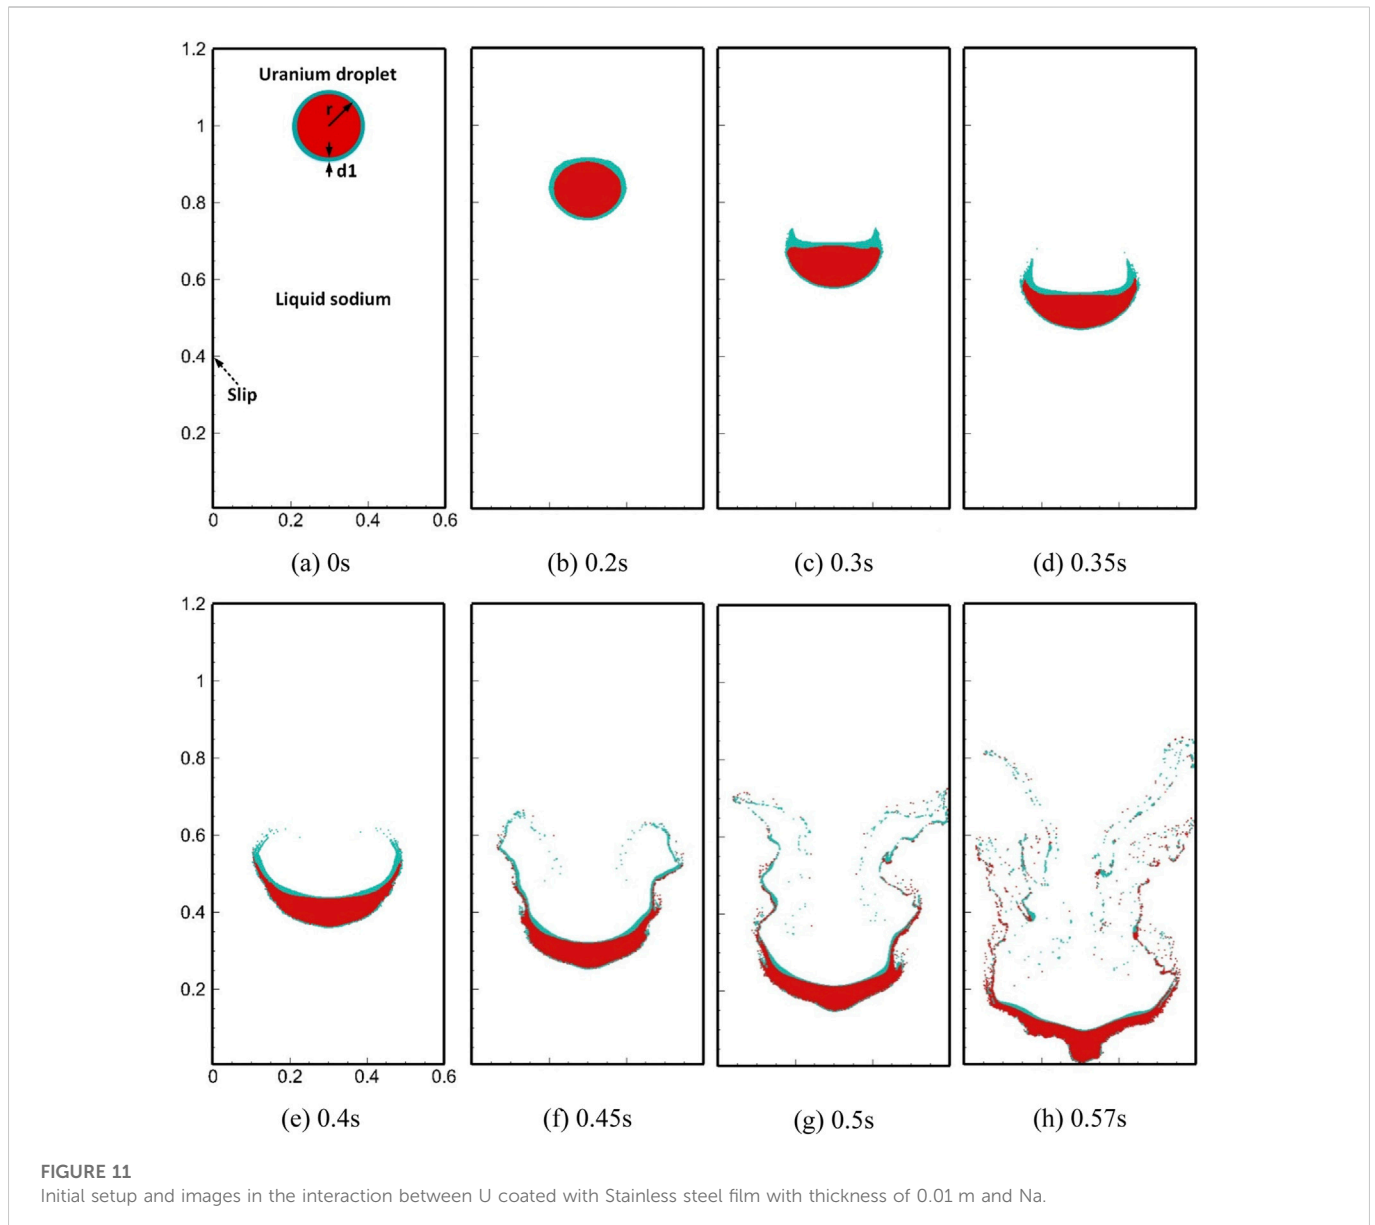 1.2
Uranium droplet
r
1
d1
0.8
0.6
Liquid sodium
0.4
Slip
0.2
0 0.2 0.4 0.6
(a) 0s (b) 0.2s (c) 0.3s (d) 0.35s
1.2
1
0.8
0.6
0.4
0.2
0 0.2 0.4 0.6
(e) 0.4s (f) 0.45s (g) 0.5s (h) 0.57s
FIGURE 11
Initial setup and images in the interaction between U coated with Stainless steel film with thickness of 0.01 m and Na.